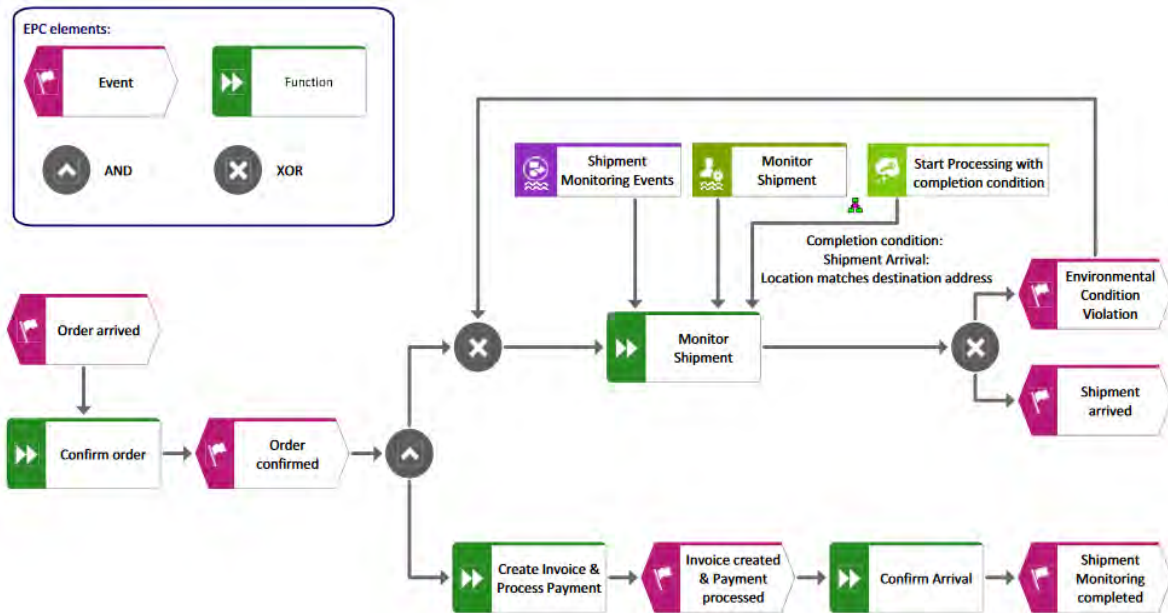 EPC elements:
Event
Function
AND
XOR
Shipment
Monitoring Events
Monitor
Shipment
Start Processing with
completion condition
Completion condition:
Shipment Arrival:
Location matches destination address
Environmental
Condition
Violation
Order arrived
Monitor
Shipment
Shipment
arrived
Confirm order
Order
confirmed
Create Invoice &
Process Payment
Invoice created
& Payment
processed
Confirm Arrival
Shipment
Monitoring
completed